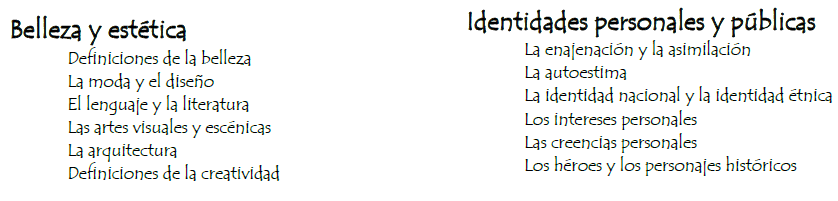 Belleza y estética
Definiciones de la belleza
La moda y el diseño
El lenguaje y la literatura
Las artes visuales y escénicas
La arquitectura
Definiciones de la creatividad
Identidades personales y públicas
La enajenación y la asimilación
La autoestima
La identidad nacional y la identidad étnica
Los intereses personales
Las creencias personales
Los héroes y los personajes históricos